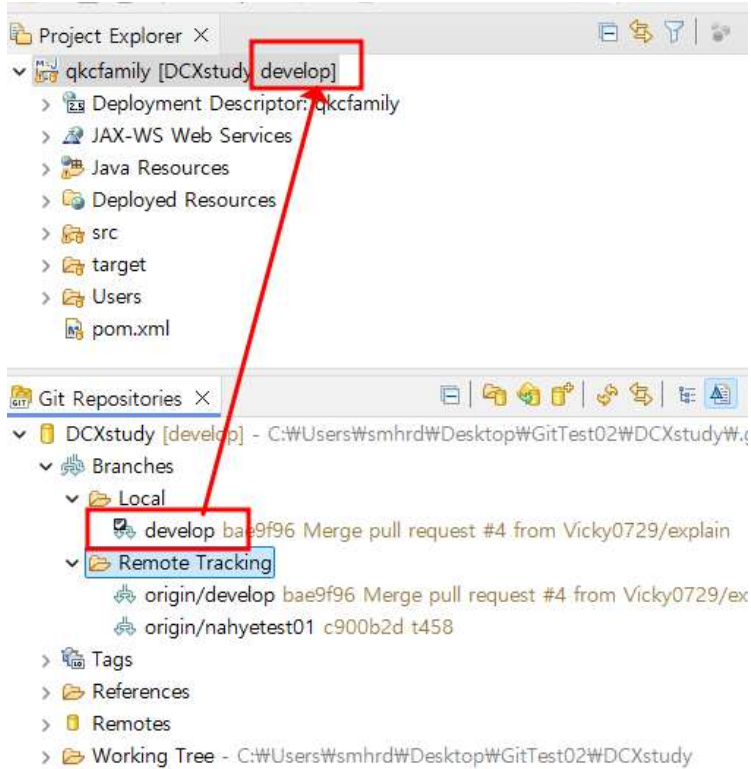 Project Explorer
qkcfamily [DCXstudy develop]
Deployment Descriptor: qkcfamily
JAX-WS Web Services
Java Resources
Deployed Resources
src
target
Users
pom.xml
Git Repositories
DCXstudy [develop] - C:₩Users₩smhrd₩Desktop₩GitTest02₩DCXstudy₩.g
Branches
Local
develop bae9f96 Merge pull request #4 from Vicky0729/explain
Remote Tracking
origin/develop bae9f96 Merge pull request #4 from Vicky0729/ex
origin/nahyetest01 c900b2d t458
Tags
References
Remotes
Working Tree - C:₩Users₩smhrd₩Desktop₩GitTest02₩DCXstudy